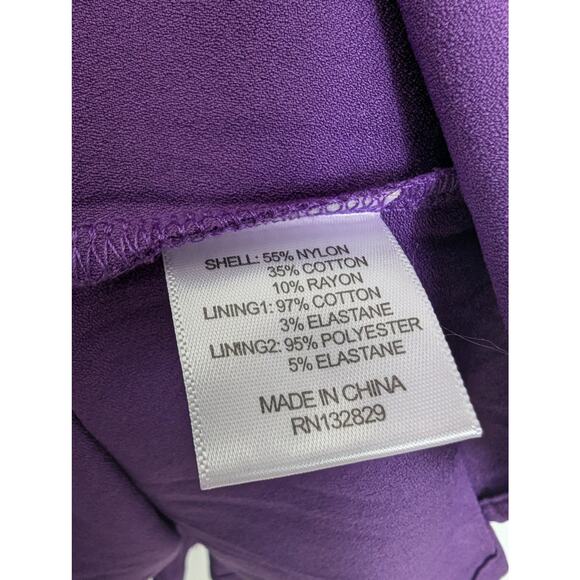 SHELL: 55% NYLON
35% COTTON
10% RAYON
LINING1: 97% COTTON
3% ELASTANE
LINING2: 95% POLYESTER
5% ELASTANE
MADE IN CHINA
RN132829